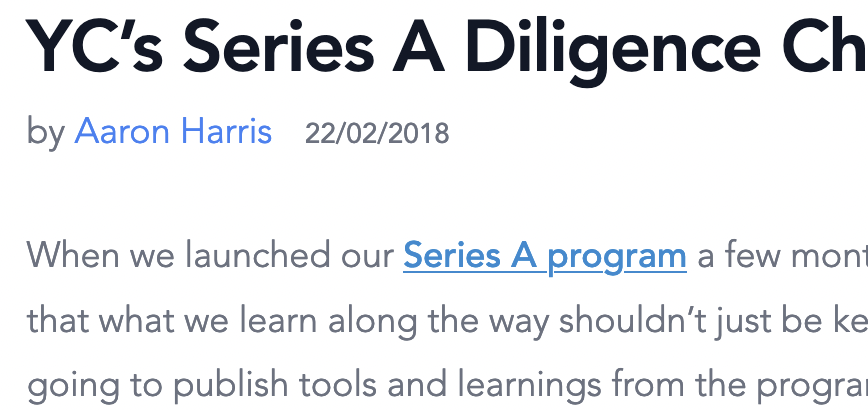 YC’s Series A Diligence Ch
by Aaron Harris 22/02/2018
When we launched our Series A program a few mont
that what we learn along the way shouldn’t just be ke
going to publish tools and learnings from the progra